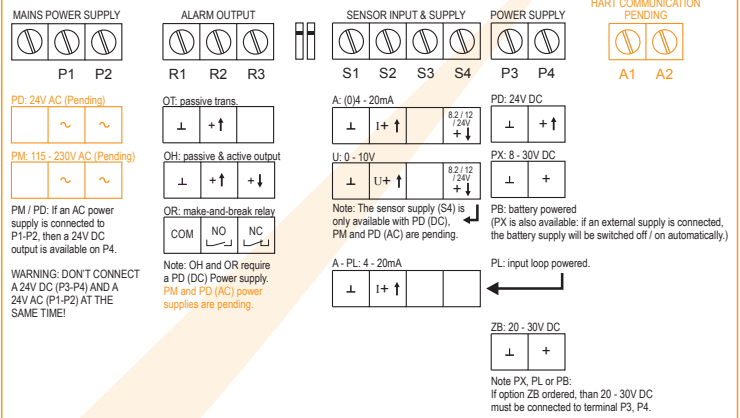 MAINS POWER SUPPLY
P1 P2
PD: 24V AC (Pending)
~ ~
PM: 115 - 230V AC (Pending)
~ ~
PM / PD: If an AC power
supply is connected to
P1-P2, then a 24V DC
output is available on P4.
WARNING: DON'T CONNECT
A 24V DC (P3-P4) AND A
24V AC (P1-P2) AT THE
SAME TIME!
ALARM OUTPUT
R1 R2 R3
OT: passive trans.
⊥ +↑
OH: passive & active output
⊥ +↑ +↓
OR: make-and-break relay
COM NO NC
Note: OH and OR require
a PD (DC) Power supply.
PM and PD (AC) power
supplies are pending.
SENSOR INPUT & SUPPLY
S1 S2 S3 S4
A: (0)4 - 20mA
⊥ I+ ↑ 8.2 / 12
/ 24V
+↓
U: 0 - 10V
⊥ U+ ↑ 8.2 / 12
/ 24V
+↓
Note: The sensor supply (S4) is
only available with PD (DC),
PM and PD (AC) are pending.
A - PL: 4 - 20mA
⊥ I+ ↑
POWER SUPPLY
P3 P4
PD: 24V DC
⊥ +↑
PX: 8 - 30V DC
⊥ +
PB: battery powered
(PX is also available: if an external supply is connected,
the battery supply will be switched off / on automatically.)
PL: input loop powered.
ZB: 20 - 30V DC
⊥ +
Note PX, PL or PB:
If option ZB ordered, than 20 - 30V DC
must be connected to terminal P3, P4.
HART COMMUNICATION
PENDING
A1 A2